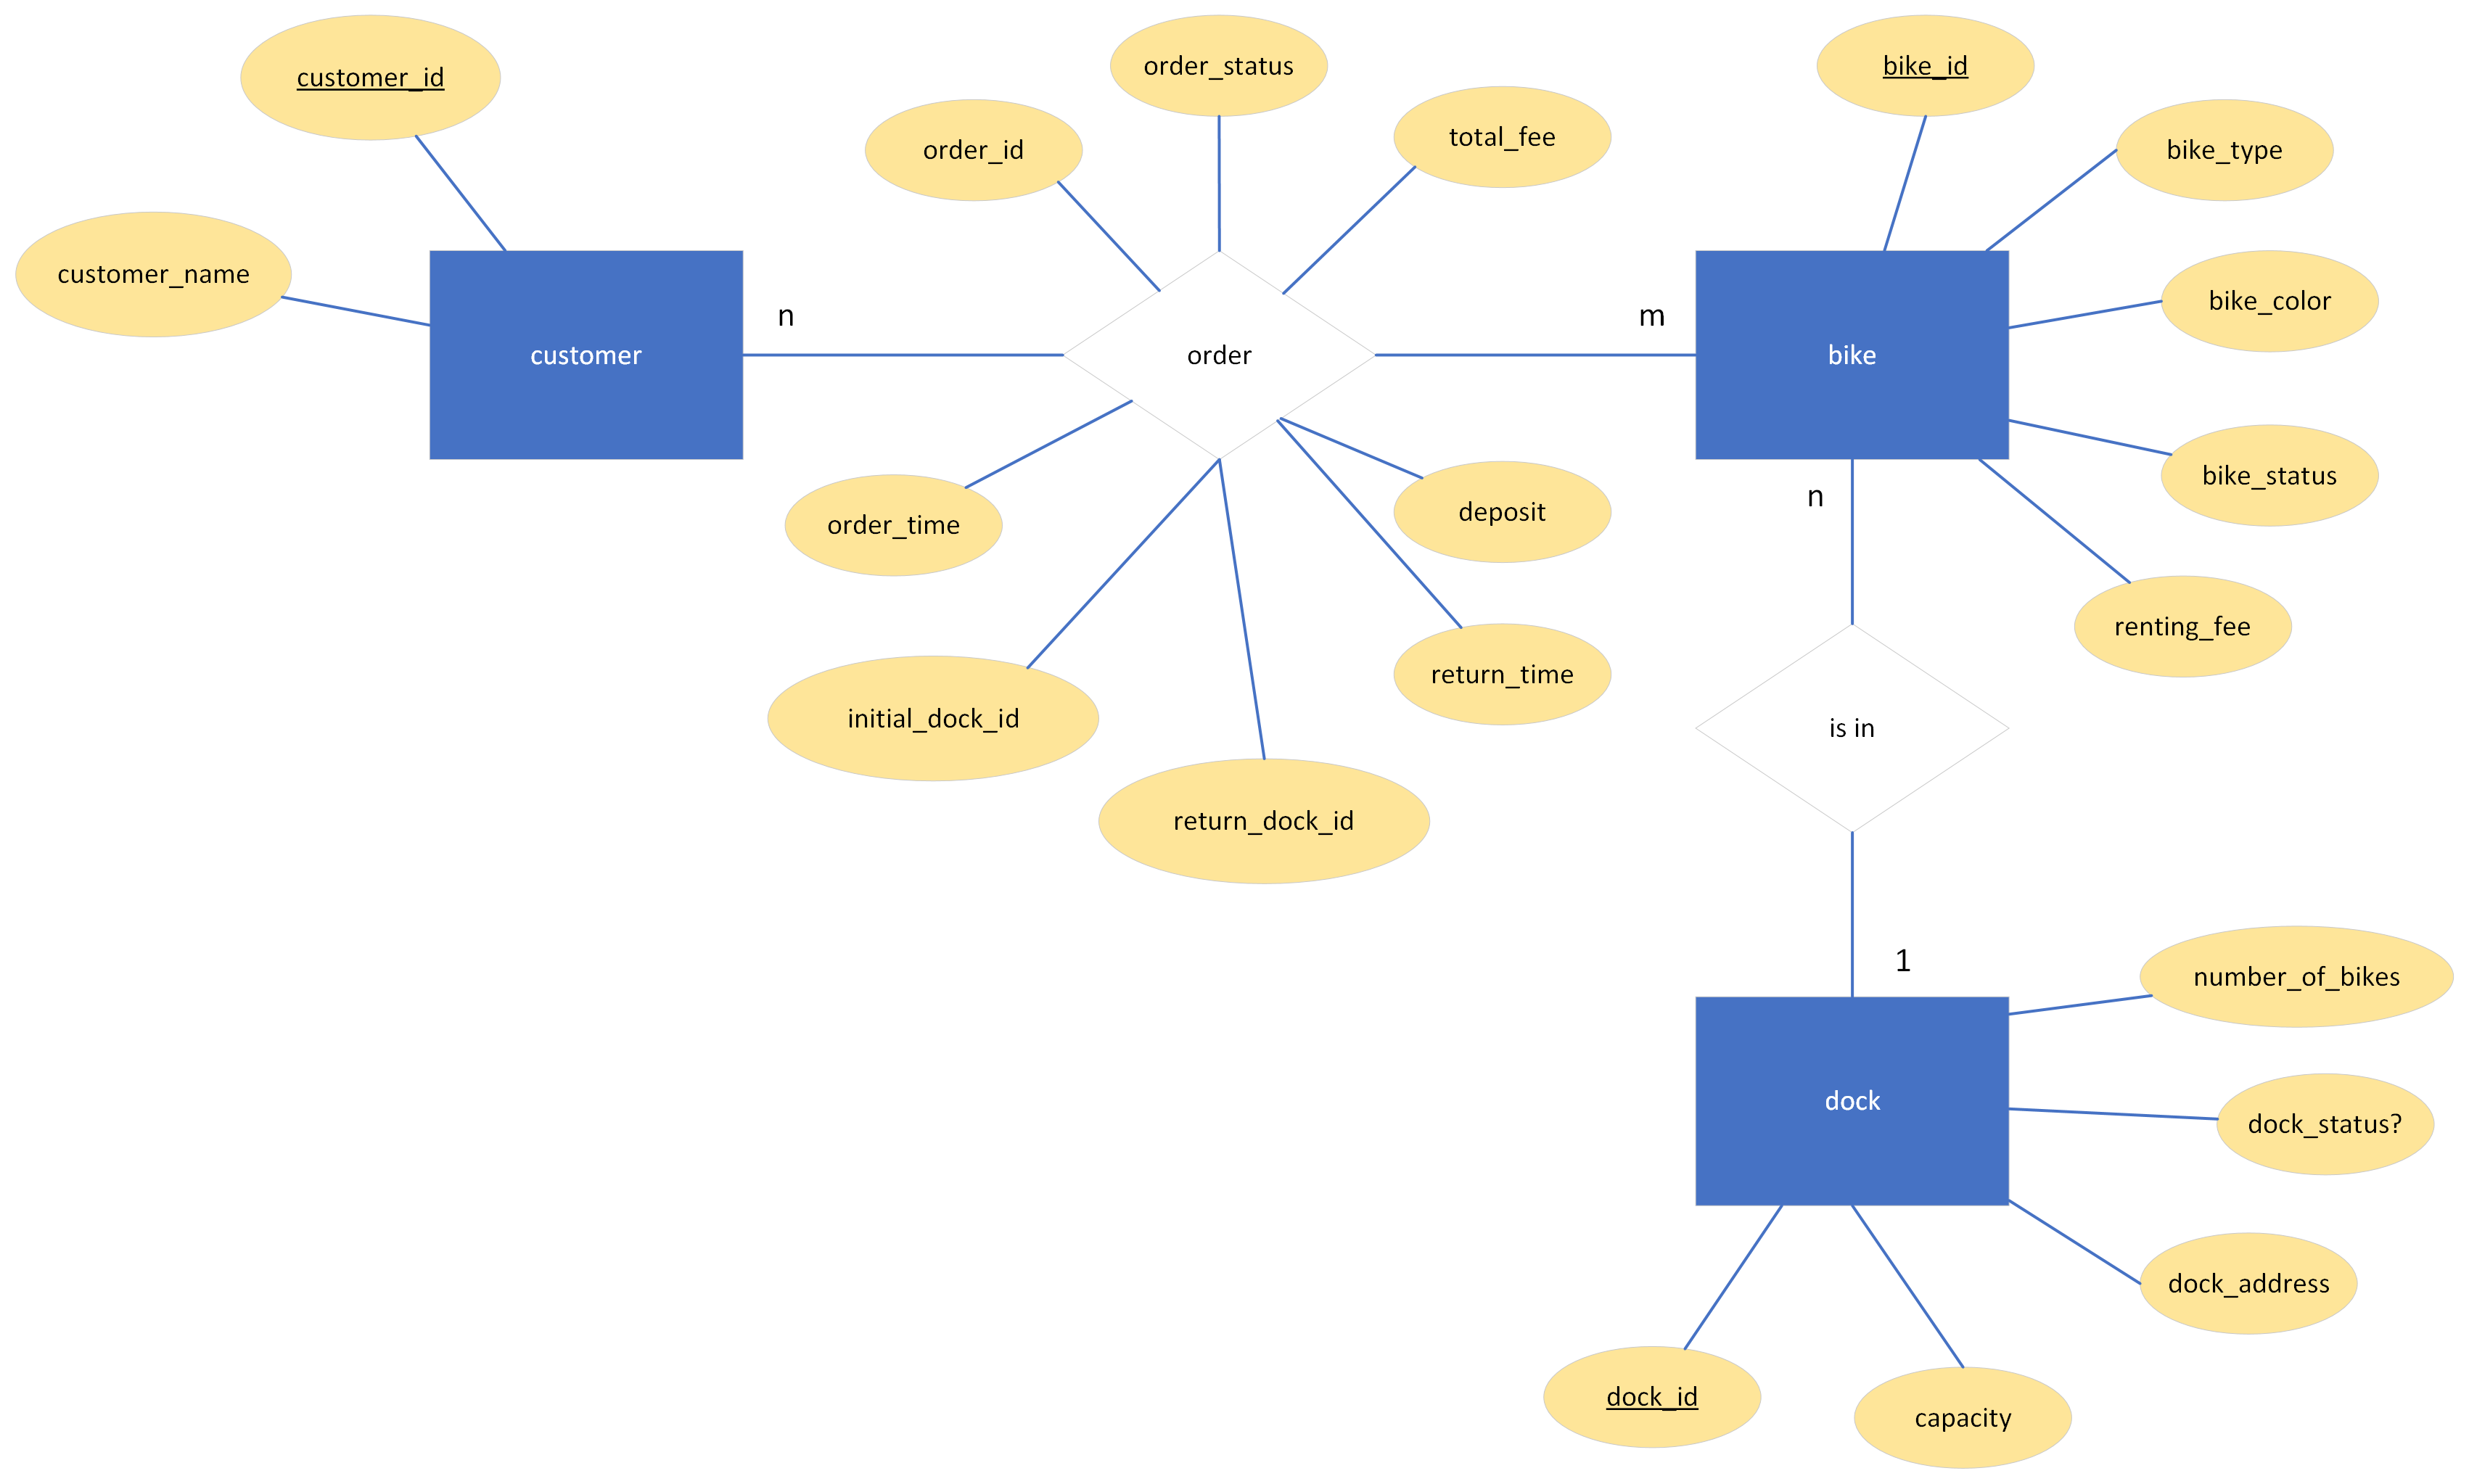 customer_id
customer_name
customer
order_id
order_status
total_fee
n
order
m
order_time
initial_dock_id
return_dock_id
deposit
return_time
bike_id
bike_type
bike_color
bike
bike_status
renting_fee
n
is in
1
number_of_bikes
dock
dock_status?
dock_address
dock_id
capacity